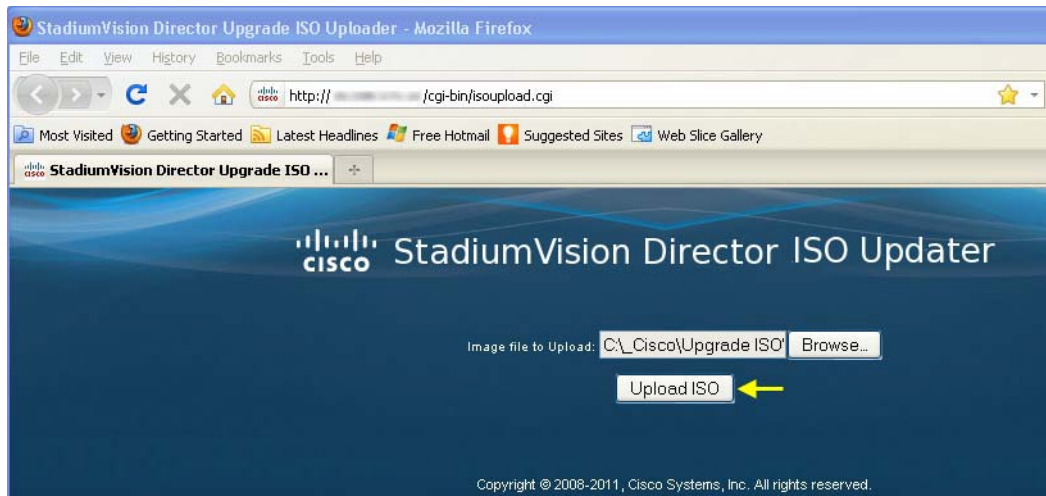 StadiumVision Director Upgrade ISO Uploader - Mozilla Firefox
File Edit View History Bookmarks Tools Help
http:// /cgi-bin/isoupload.cgi
Most Visited Getting Started Latest Headlines Free Hotmail Suggested Sites Web Slice Gallery
StadiumVision Director Upgrade ISO ...
CISCO StadiumVision Director ISO Updater
Image file to Upload: C:\_Cisco\Upgrade ISO Browse...
Upload ISO
Copyright © 2008-2011, Cisco Systems, Inc. All rights reserved.